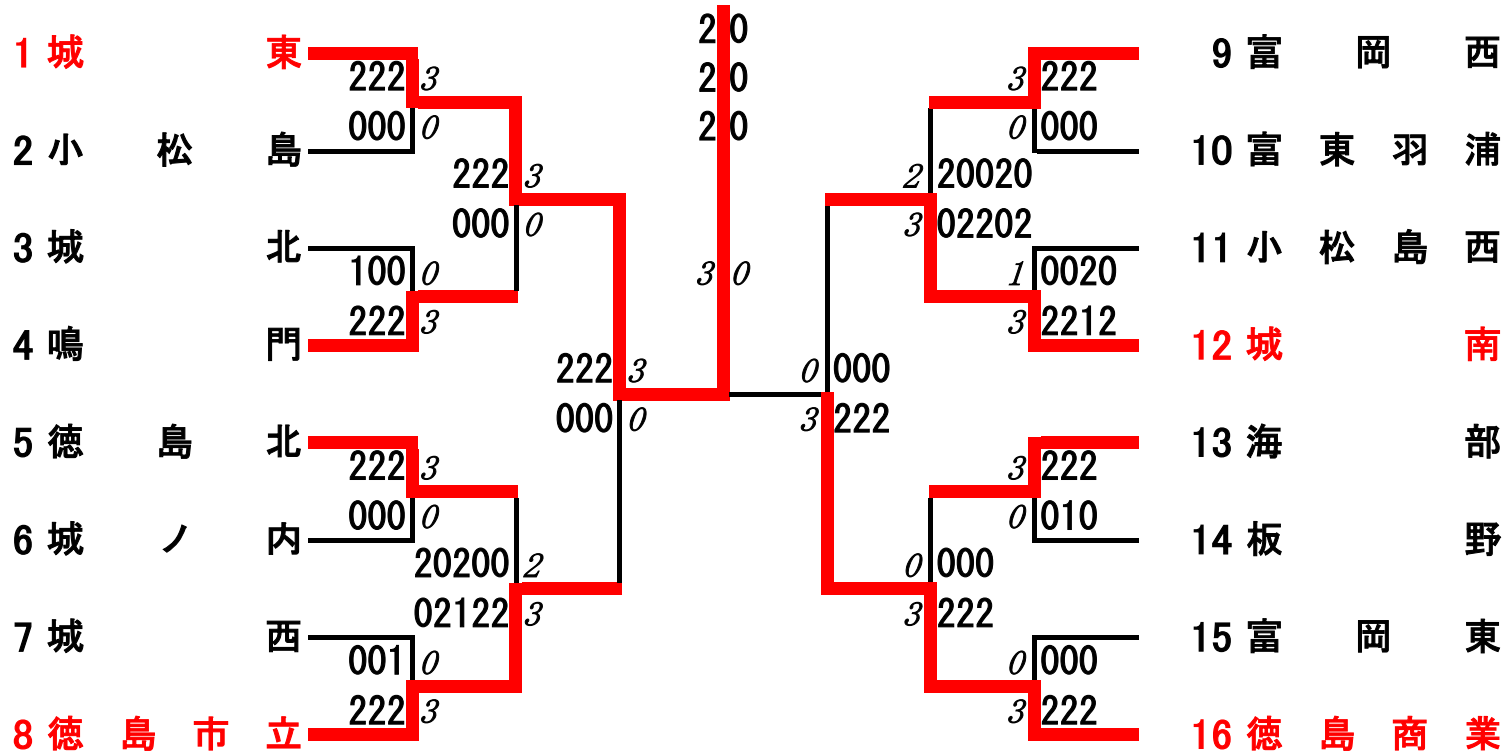 2 0
1 城 東 9 富 岡 西
222 3 2 0 3 222
000 0 2 0 0 000
2 小 松 島 10 富 東 羽 浦
222 3 2 20020
000 0 3 02202
3 城 北 11 小 松 島 西
100 0 3 0 1 0020
222 3 3 2212
4 鳴 門 12 城 南
222 3 0 000
000 0 3 222
5 徳 島 北 13 海 部
222 3 3 222
000 0 0 010
6 城 ノ 内 14 板 野
20200 2 0 000
02122 3 3 222
7 城 西 15 富 岡 東
001 0 0 000
222 3 3 222
8 徳 島 市 立 16 徳 島 商 業